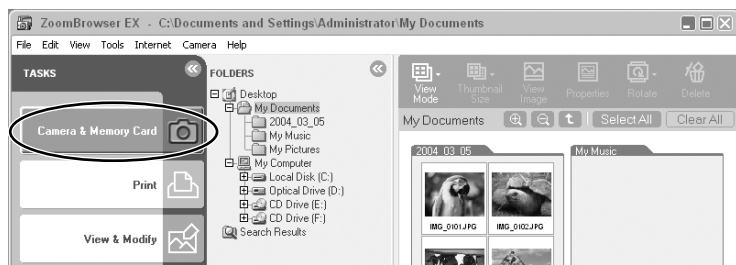 ZoomBrowser EX - C:\Documents and Settings\Administrator\My Documents
File Edit View Tools Internet Camera Help
TASKS
Camera & Memory Card
Print
View & Modify
FOLDERS
Desktop
My Documents
2004_03_05
My Music
My Pictures
My Computer
Local Disk (C:)
Optical Drive (D:)
CD Drive (E:)
CD Drive (F:)
Search Results
View Mode
Thumbnail Size
View Image
Properties
Rotate
Delete
My Documents
Select All
Clear All
2004_03_05
My Music
IMG_0101.JPG
IMG_0102.JPG